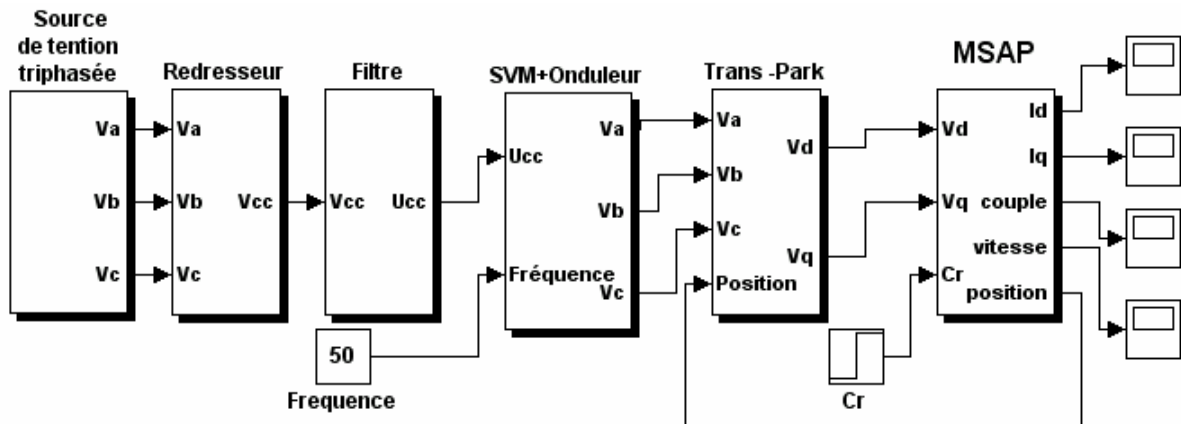 Source
de tention
triphasée
Va
Vb
Vc
Redresseur
Va
Vb
Vc
Vcc
Filtre
Vcc
Ucc
50
Frequence
SVM+Onduleur
Ucc
Fréquence
Va
Vb
Vc
Trans -Park
Va
Vb
Vc
Position
Vd
Vq
Cr
MSAP
Vd
Vq
Cr
Id
Iq
couple
vitesse
position